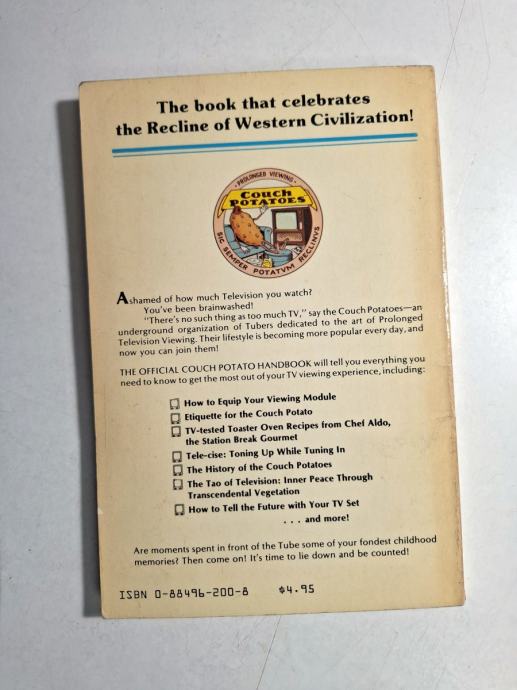 The book that celebrates
the Recline of Western Civilization!
· PROLONGED VIEWING ·
COUCH
POTATOES
SIC SEMPER POTATVM RECLINVS
Ashamed of how much Television you watch?
You've been brainwashed!
"There's no such thing as too much TV," say the Couch Potatoes—an
underground organization of Tubers dedicated to the art of Prolonged
Television Viewing. Their lifestyle is becoming more popular every day, and
now you can join them!
THE OFFICIAL COUCH POTATO HANDBOOK will tell you everything you
need to know to get the most out of your TV viewing experience, including:
How to Equip Your Viewing Module
Etiquette for the Couch Potato
TV-tested Toaster Oven Recipes from Chef Aldo,
the Station Break Gourmet
Tele-cise: Toning Up While Tuning In
The History of the Couch Potatoes
The Tao of Television: Inner Peace Through
Transcendental Vegetation
How to Tell the Future with Your TV Set
. . . and more!
Are moments spent in front of the Tube some of your fondest childhood
memories? Then come on! It's time to lie down and be counted!
ISBN 0-88496-200-8 $4.95